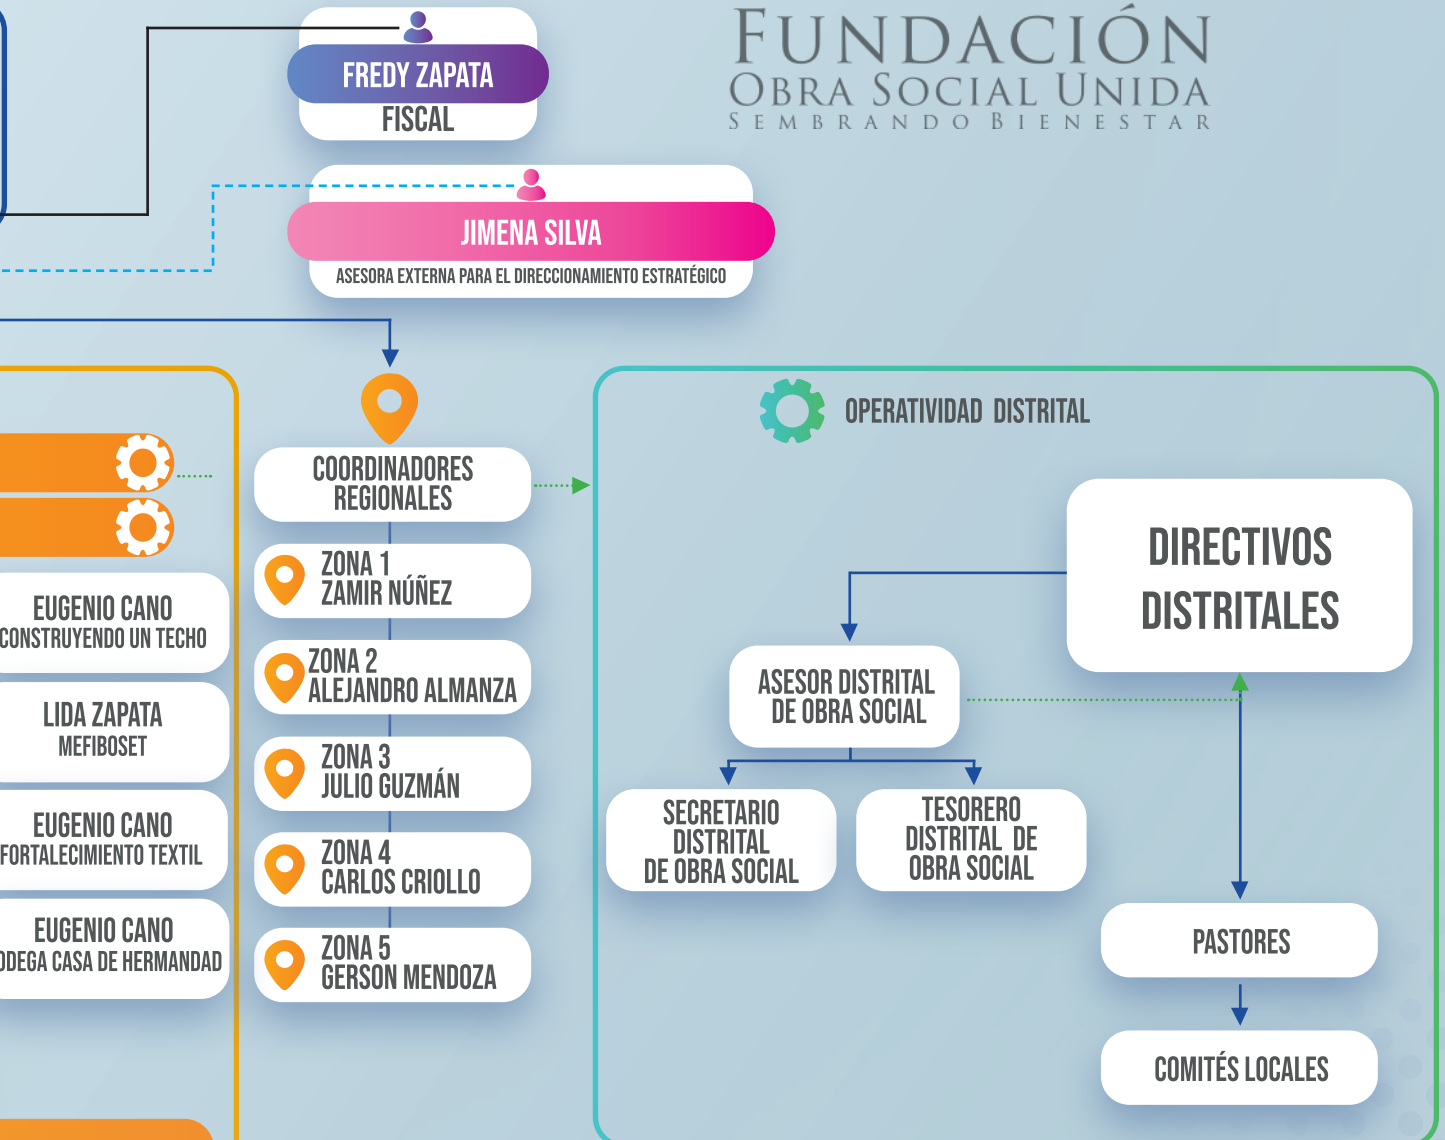 FUNDACIÓN
OBRA SOCIAL UNIDA
SEMBRANDO BIENESTAR
FREDY ZAPATA
FISCAL
JIMENA SILVA
ASESORA EXTERNA PARA EL DIRECCIONAMIENTO ESTRATÉGICO
EUGENIO CANO
CONSTRUYENDO UN TECHO
LIDA ZAPATA
MEFIBOSET
EUGENIO CANO
FORTALECIMIENTO TEXTIL
EUGENIO CANO
ODEGA CASA DE HERMANDAD
COORDINADORES
REGIONALES
ZONA 1
ZAMIR NÚÑEZ
ZONA 2
ALEJANDRO ALMANZA
ZONA 3
JULIO GUZMÁN
ZONA 4
CARLOS CRIOLLO
ZONA 5
GERSON MENDOZA
OPERATIVIDAD DISTRITAL
DIRECTIVOS
DISTRITALES
ASESOR DISTRITAL
DE OBRA SOCIAL
SECRETARIO
DISTRITAL
DE OBRA SOCIAL
TESORERO
DISTRITAL DE
OBRA SOCIAL
PASTORES
COMITÉS LOCALES